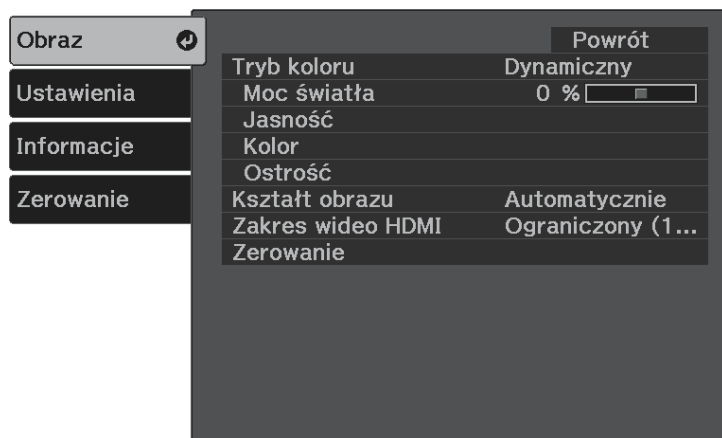 Obraz
Ustawienia
Informacje
Zerowanie
Powrót
Tryb koloru Dynamiczny
Moc światła 0 %
Jasność
Kolor
Ostrość
Kształt obrazu Automatycznie
Zakres wideo HDMI Ograniczony (1...
Zerowanie